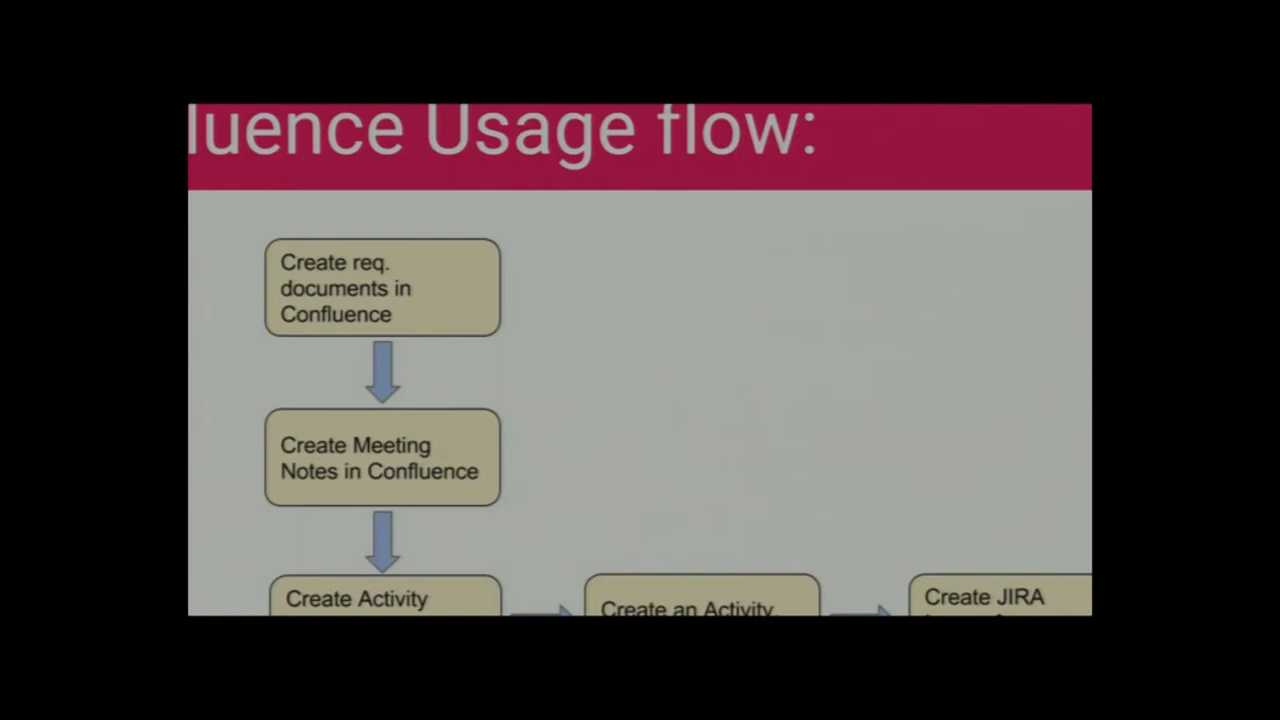 luence Usage flow:
Create req.
documents in
Confluence
Create Meeting
Notes in Confluence
Create Activity
Create an Activity
Create JIRA